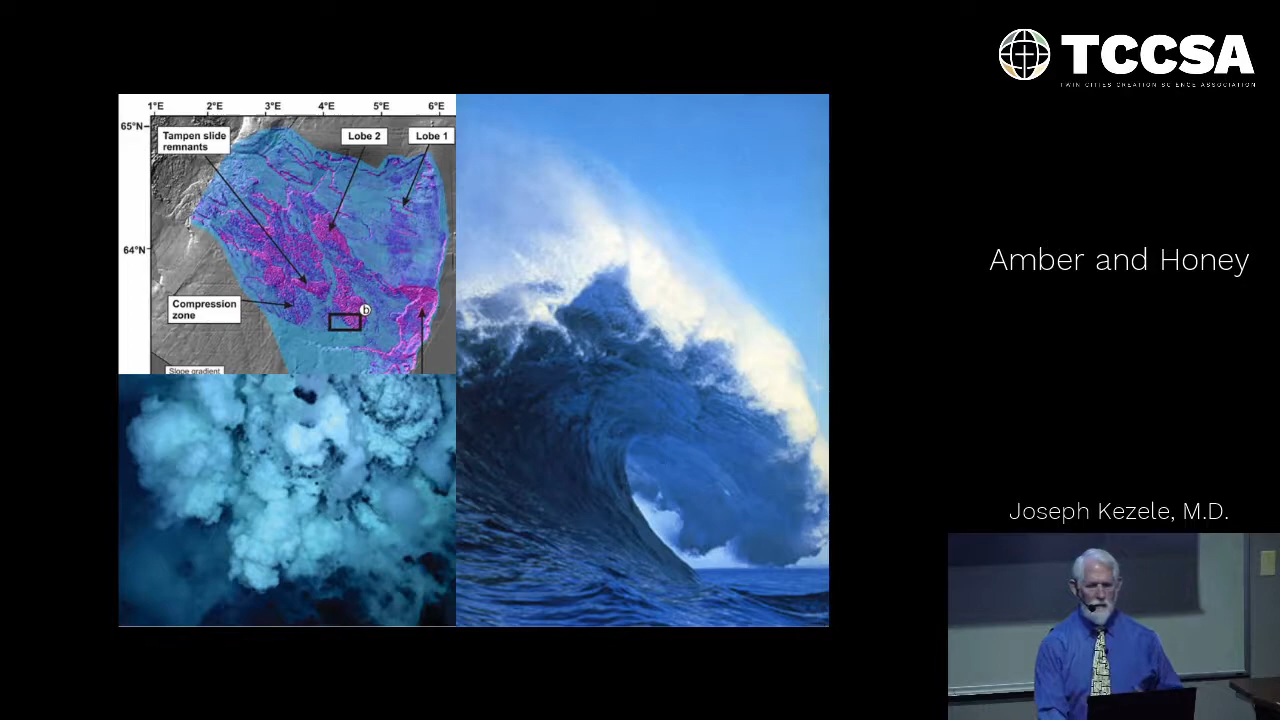 TCCSA
TWIN CITIES CREATION SCIENCE ASSOCIATION
1°E 2°E 3°E 4°E 5°E 6°E
65°N
Tampen slide
remnants
Lobe 2
Lobe 1
64°N
Compression
zone
b
Slope gradient
Amber and Honey
Joseph Kezele, M.D.